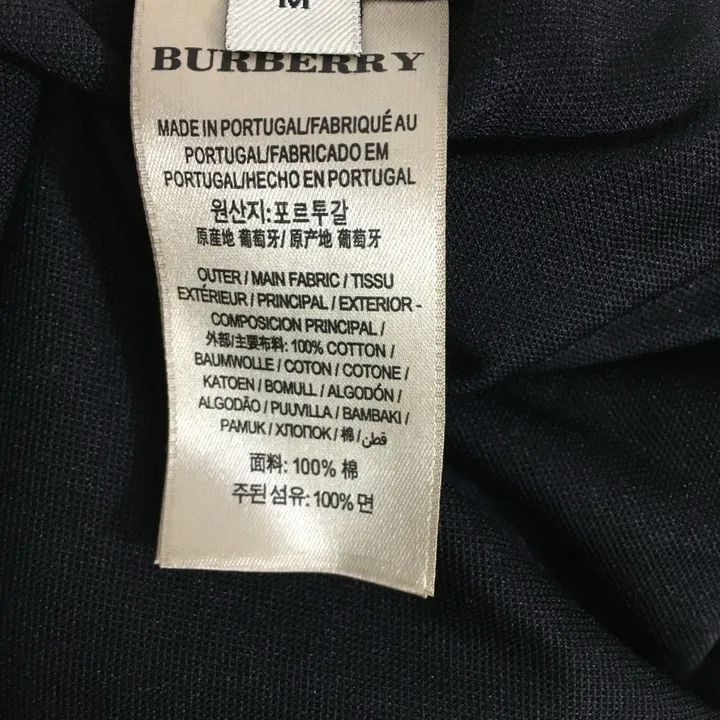 M
BURBERRY
MADE IN PORTUGAL/FABRIQUÉ AU
PORTUGAL/FABRICADO EM
PORTUGAL/HECHO EN PORTUGAL
원산지:포르투갈
原産地 葡萄牙/ 原产地 葡萄牙
OUTER / MAIN FABRIC / TISSU
EXTÉRIEUR / PRINCIPAL / EXTERIOR -
COMPOSICION PRINCIPAL /
外部/主要布料: 100% COTTON /
BAUMWOLLE / COTON / COTONE /
KATOEN / BOMULL / ALGODÓN /
ALGODÃO / PUUVILLA / BAMBAKI /
PAMUK / ХЛОПОК / 棉 / قطن
面料: 100% 棉
주된 섬유: 100% 면